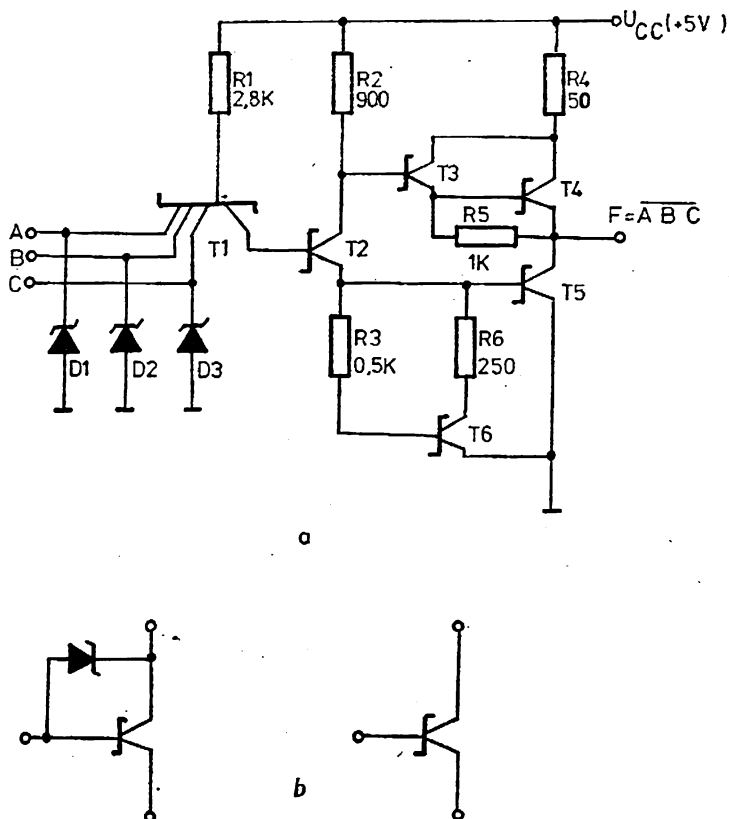 UCC(+5V)
R1
2,8K
R2
900
R4
50
T3
T4
A
B
C
T1
T2
R5
1K
F=A̅ ̅B̅ ̅C̅
T5
D1
D2
D3
R3
0,5K
R6
250
T6
a
b